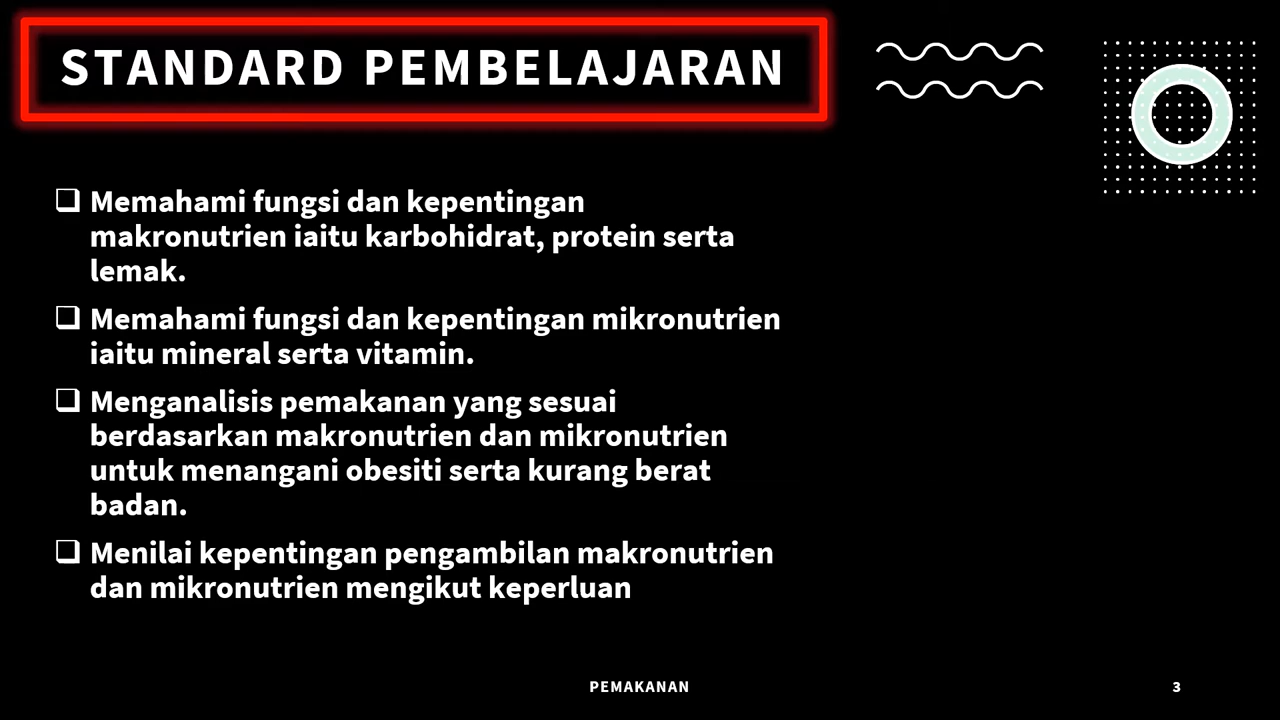 STANDARD PEMBELAJARAN
❑ Memahami fungsi dan kepentingan
makronutrien iaitu karbohidrat, protein serta
lemak.
❑ Memahami fungsi dan kepentingan mikronutrien
iaitu mineral serta vitamin.
❑ Menganalisis pemakanan yang sesuai
berdasarkan makronutrien dan mikronutrien
untuk menangani obesiti serta kurang berat
badan.
❑ Menilai kepentingan pengambilan makronutrien
dan mikronutrien mengikut keperluan
PEMAKANAN
3